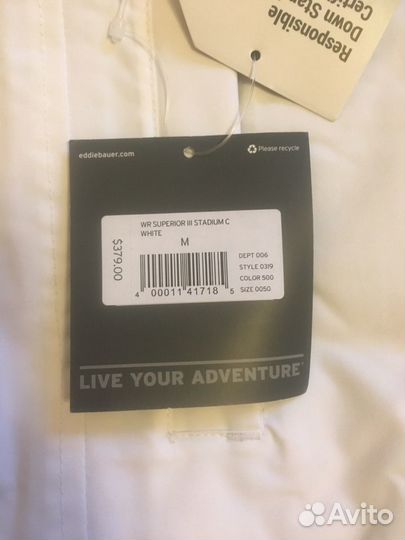 Responsible
Down Stan
Certifi
eddiebauer.com
Please recycle
WR SUPERIOR III STADIUM C
WHITE
M
$379.00
DEPT 006
STYLE 0319
COLOR 500
SIZE 0050
4 00011 41718 5
LIVE YOUR ADVENTURE
Avito